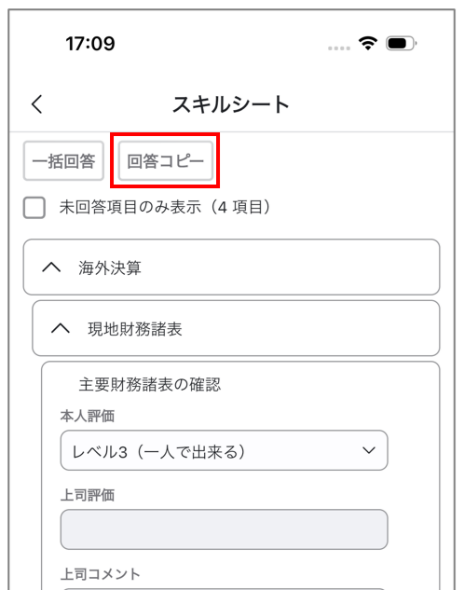 17:09
スキルシート
一括回答 回答コピー
未回答項目のみ表示（4 項目）
海外決算
現地財務諸表
主要財務諸表の確認
本人評価
レベル3（一人で出来る）
上司評価
上司コメント